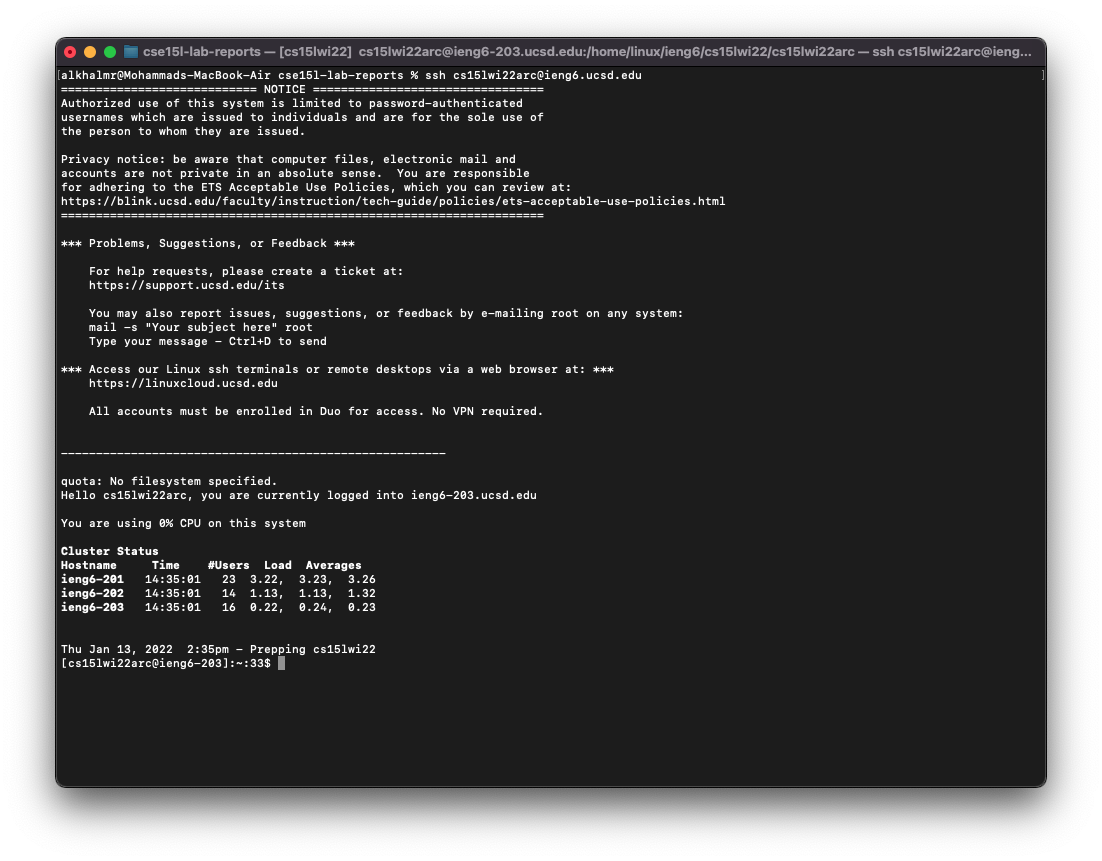 cse15l-lab-reports — [cs15lwi22]  cs15lwi22arc@ieng6-203.ucsd.edu:/home/linux/ieng6/cs15lwi22/cs15lwi22arc — ssh cs15lwi22arc@ieng...
[alkhalmr@Mohammads-MacBook-Air cse15l-lab-reports % ssh cs15lwi22arc@ieng6.ucsd.edu ]
============================ NOTICE =================================
Authorized use of this system is limited to password-authenticated
usernames which are issued to individuals and are for the sole use of
the person to whom they are issued.
Privacy notice: be aware that computer files, electronic mail and
accounts are not private in an absolute sense.  You are responsible
for adhering to the ETS Acceptable Use Policies, which you can review at:
https://blink.ucsd.edu/faculty/instruction/tech-guide/policies/ets-acceptable-use-policies.html
=====================================================================
*** Problems, Suggestions, or Feedback ***
    For help requests, please create a ticket at:
    https://support.ucsd.edu/its
    You may also report issues, suggestions, or feedback by e-mailing root on any system:
    mail -s "Your subject here" root
    Type your message - Ctrl+D to send
*** Access our Linux ssh terminals or remote desktops via a web browser at: ***
    https://linuxcloud.ucsd.edu
    All accounts must be enrolled in Duo for access. No VPN required.
-------------------------------------------------------
quota: No filesystem specified.
Hello cs15lwi22arc, you are currently logged into ieng6-203.ucsd.edu
You are using 0% CPU on this system
Cluster Status
Hostname     Time    #Users  Load  Averages
ieng6-201   14:35:01   23  3.22,  3.23,  3.26
ieng6-202   14:35:01   14  1.13,  1.13,  1.32
ieng6-203   14:35:01   16  0.22,  0.24,  0.23
Thu Jan 13, 2022  2:35pm - Prepping cs15lwi22
[cs15lwi22arc@ieng6-203]:~:33$